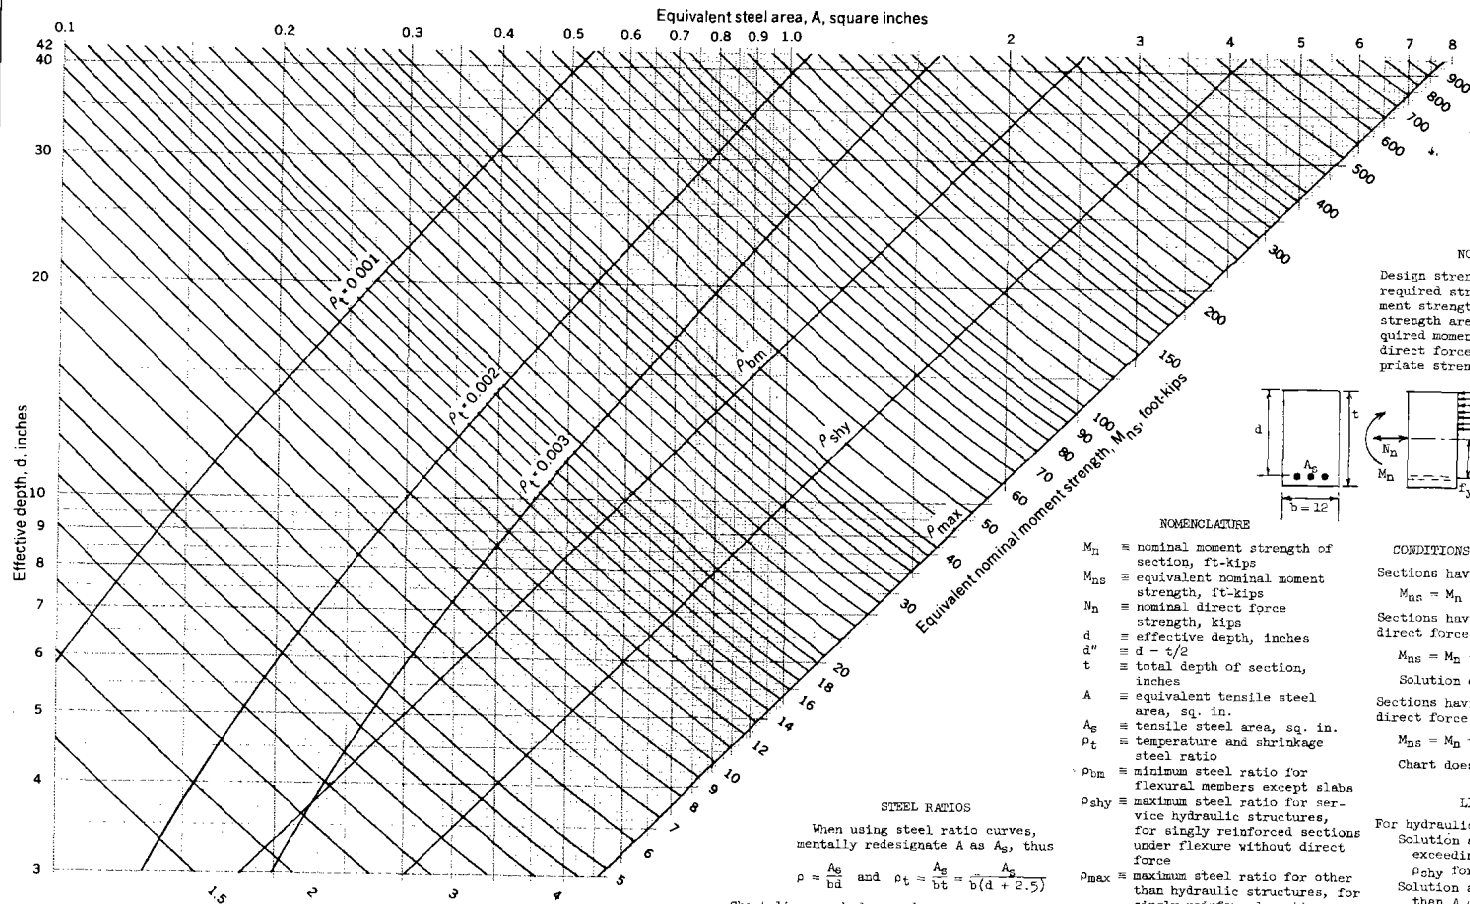 Equivalent steel area, A, square inches
0.1 0.2 0.3 0.4 0.5 0.6 0.7 0.8 0.9 1.0 2 3 4 5 6 7 8
42
40
30
20
10
9
8
7
6
5
4
3
Effective depth, d, inches
ρt=0.001
ρt=0.002
ρt=0.003
ρbm
ρshy
ρmax
900
800
700
600
500
400
300
200
150
100
90
80
70
60
50
40
30
20
18
16
14
12
10
9
8
7
6
5
4
3
2
1.5
Equivalent nominal moment strength, Mns, foot-kips
STEEL RATIOS
When using steel ratio curves,
mentally redesignate A as As, thus
ρ = As/bd and ρt = As/bt = As/b(d + 2.5)
NOMENCLATURE
Mn ≡ nominal moment strength of
section, ft-kips
Mns ≡ equivalent nominal moment
strength, ft-kips
Nn ≡ nominal direct force
strength, kips
d ≡ effective depth, inches
d" ≡ d - t/2
t ≡ total depth of section,
inches
A ≡ equivalent tensile steel
area, sq. in.
As ≡ tensile steel area, sq. in.
ρt ≡ temperature and shrinkage
steel ratio
ρbm ≡ minimum steel ratio for
flexural members except slabs
ρshy ≡ maximum steel ratio for ser-
vice hydraulic structures,
for singly reinforced sections
under flexure without direct
force
ρmax ≡ maximum steel ratio for other
than hydraulic structures, for
d
As
t
b = 12
Nn
Mn
fy
NO
Design stren
required str
ment strengt
strength are
quired momen
direct force
priate stren
CONDITIONS
Sections hav
Mns = Mn
Sections hav
direct force
Mns = Mn
Solution
Sections hav
direct force
Mns = Mn
Chart does
For hydraulic
Solution a
exceedin
ρshy for
Solution a
than A